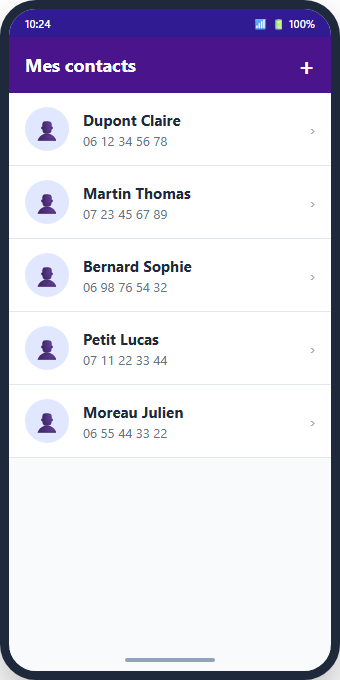 10:24 100%
Mes contacts +
Dupont Claire
06 12 34 56 78
Martin Thomas
07 23 45 67 89
Bernard Sophie
06 98 76 54 32
Petit Lucas
07 11 22 33 44
Moreau Julien
06 55 44 33 22